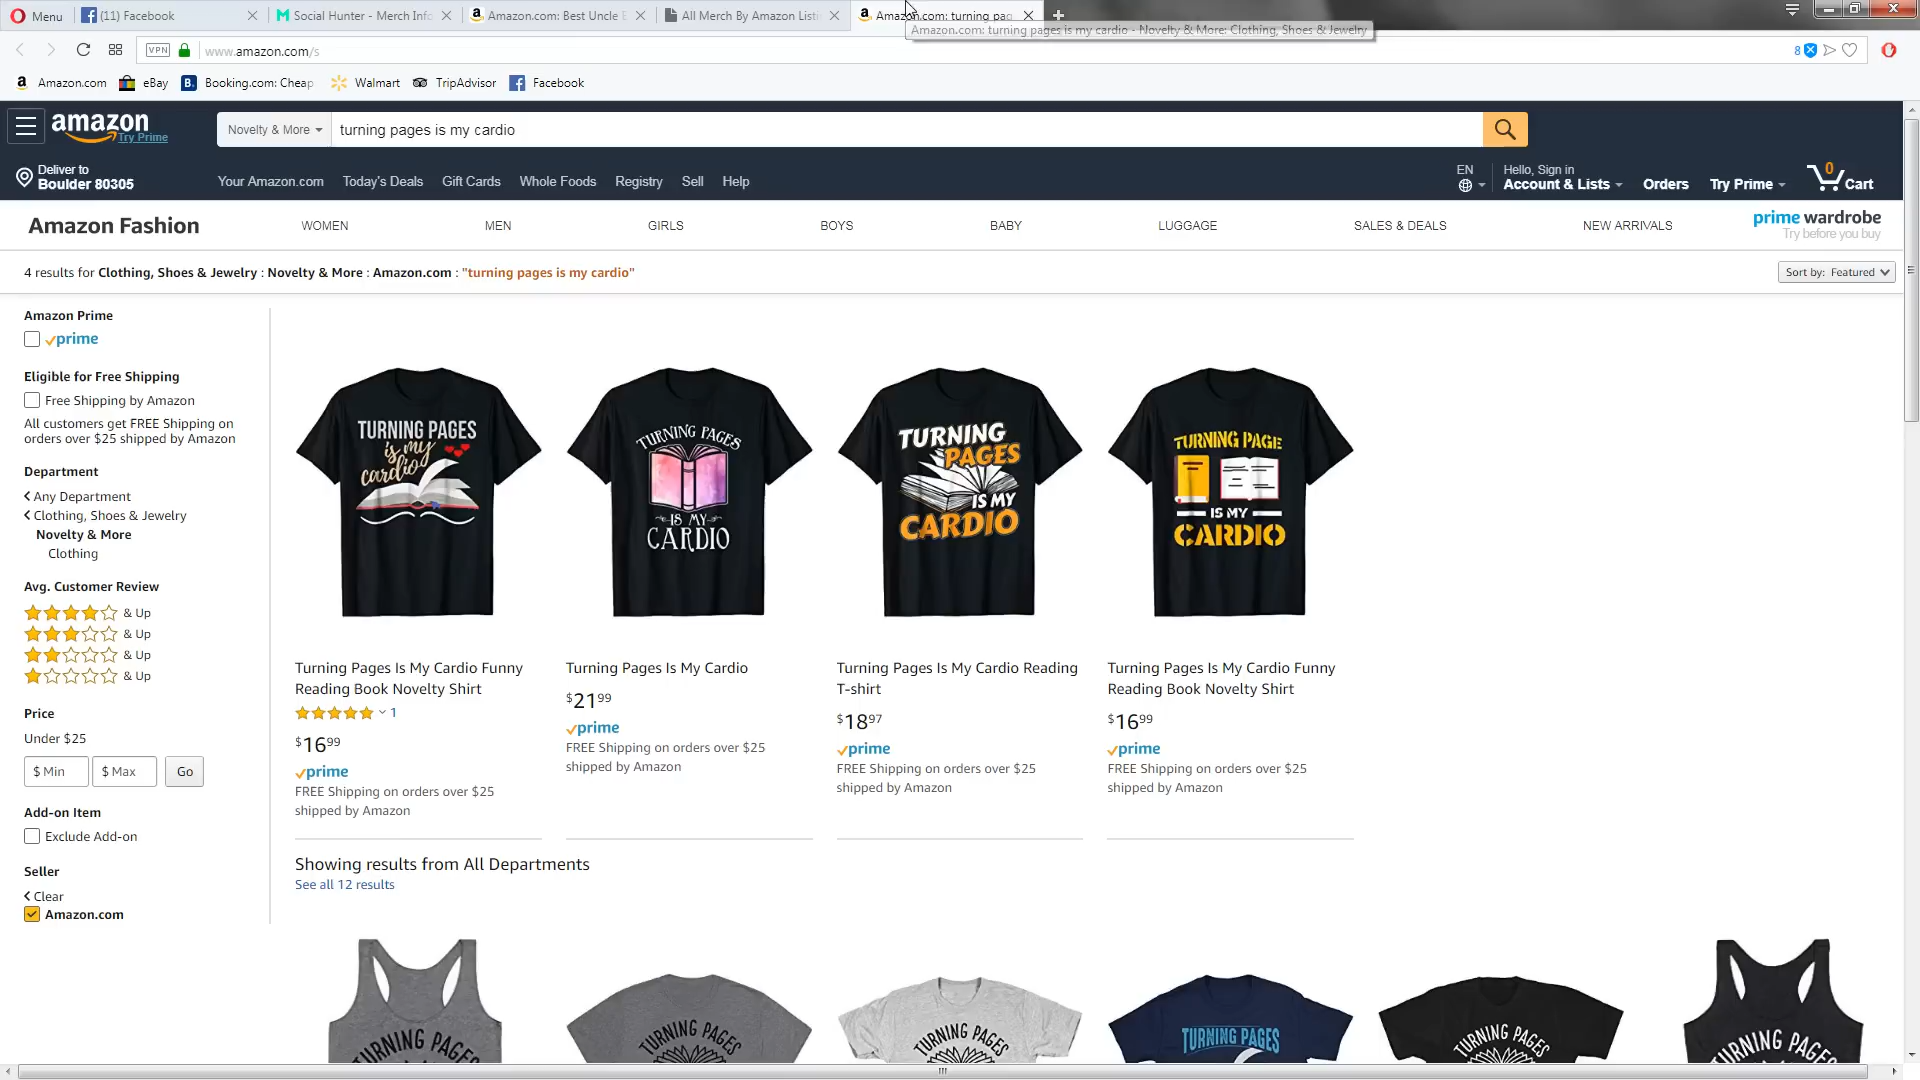 Menu
(11) Facebook
Social Hunter - Merch Info
Amazon.com: Best Uncle E
All Merch By Amazon Listi
Amazon.com: turning pag
Amazon.com: turning pages is my cardio - Novelty & More: Clothing, Shoes & Jewelry
VPN
www.amazon.com/s
8
Amazon.com
eBay
Booking.com: Cheap
Walmart
TripAdvisor
Facebook
amazon
Try Prime
Novelty & More
turning pages is my cardio
Deliver to
Boulder 80305
Your Amazon.com
Today's Deals
Gift Cards
Whole Foods
Registry
Sell
Help
EN
Hello, Sign in
Account & Lists
Orders
Try Prime
0
Cart
Amazon Fashion
WOMEN
MEN
GIRLS
BOYS
BABY
LUGGAGE
SALES & DEALS
NEW ARRIVALS
prime wardrobe
Try before you buy
4 results for Clothing, Shoes & Jewelry : Novelty & More : Amazon.com : "turning pages is my cardio"
Sort by: Featured
Amazon Prime
prime
Eligible for Free Shipping
Free Shipping by Amazon
All customers get FREE Shipping on
orders over $25 shipped by Amazon
Department
Any Department
Clothing, Shoes & Jewelry
Novelty & More
Clothing
Avg. Customer Review
& Up
& Up
& Up
& Up
Price
Under $25
$ Min
$ Max
Go
Add-on Item
Exclude Add-on
Seller
Clear
Amazon.com
TURNING PAGES
is my
cardio
TURNING PAGES
IS MY
CARDIO
TURNING
PAGES
IS MY
CARDIO
TURNING PAGE
IS MY
CARDIO
Turning Pages Is My Cardio Funny
Reading Book Novelty Shirt
1
$16.99
prime
FREE Shipping on orders over $25
shipped by Amazon
Turning Pages Is My Cardio
$21.99
prime
FREE Shipping on orders over $25
shipped by Amazon
Turning Pages Is My Cardio Reading
T-shirt
$18.97
prime
FREE Shipping on orders over $25
shipped by Amazon
Turning Pages Is My Cardio Funny
Reading Book Novelty Shirt
$16.99
prime
FREE Shipping on orders over $25
shipped by Amazon
Showing results from All Departments
See all 12 results
TURNING PAGES
TURNING PAGES
TURNING PAGES
TURNING PAGES
TURNING PAGES
TURNING PAGES